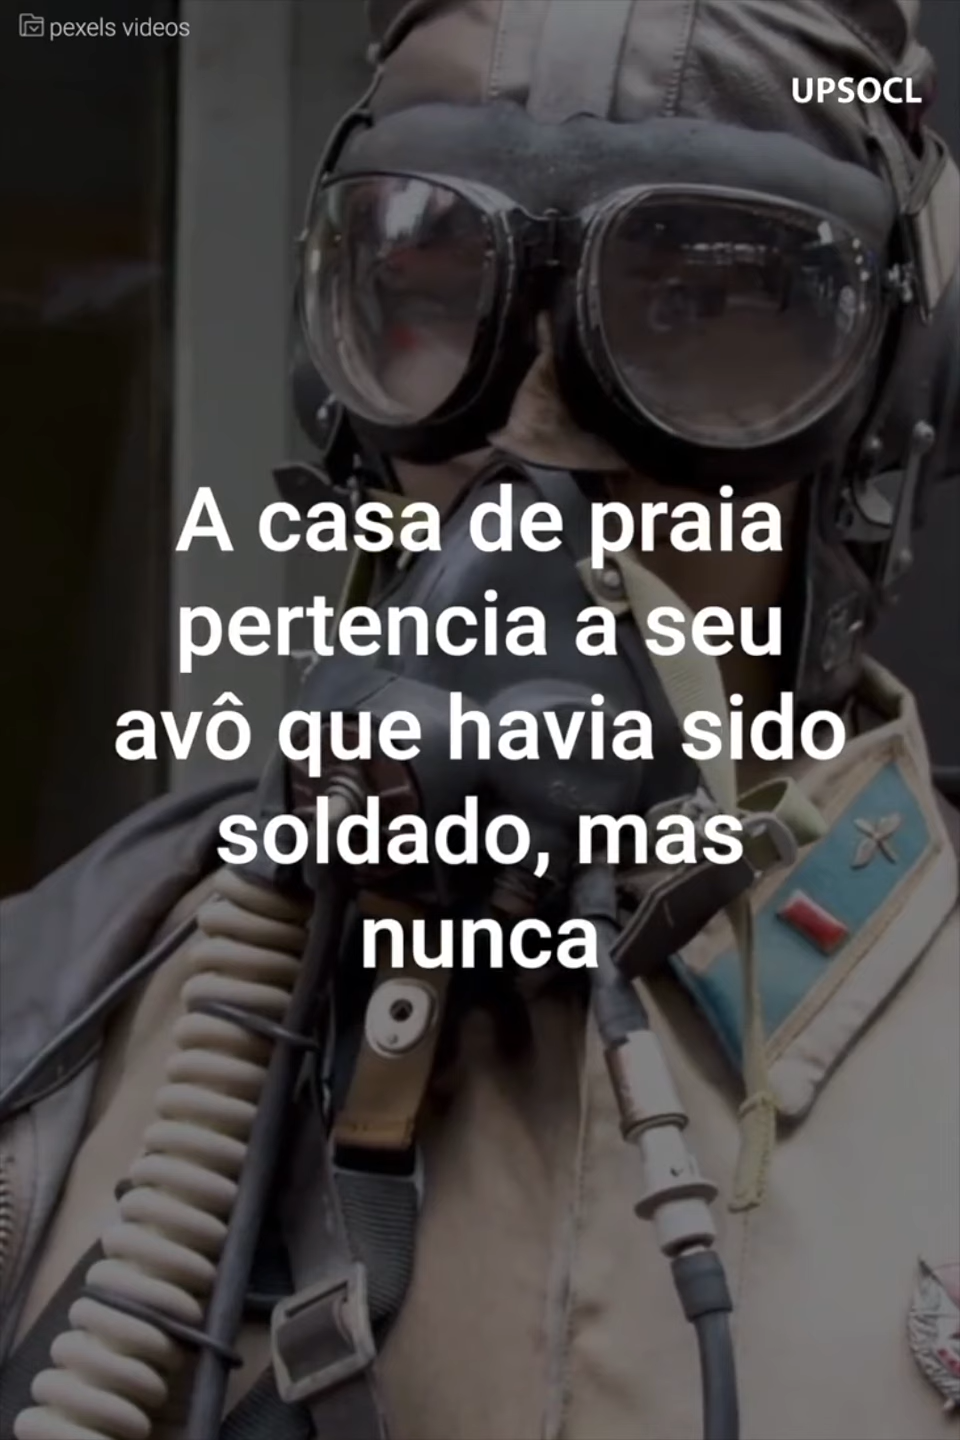 pexels videos
UPSOCL
A casa de praia
pertencia a seu
avô que havia sido
soldado, mas
nunca